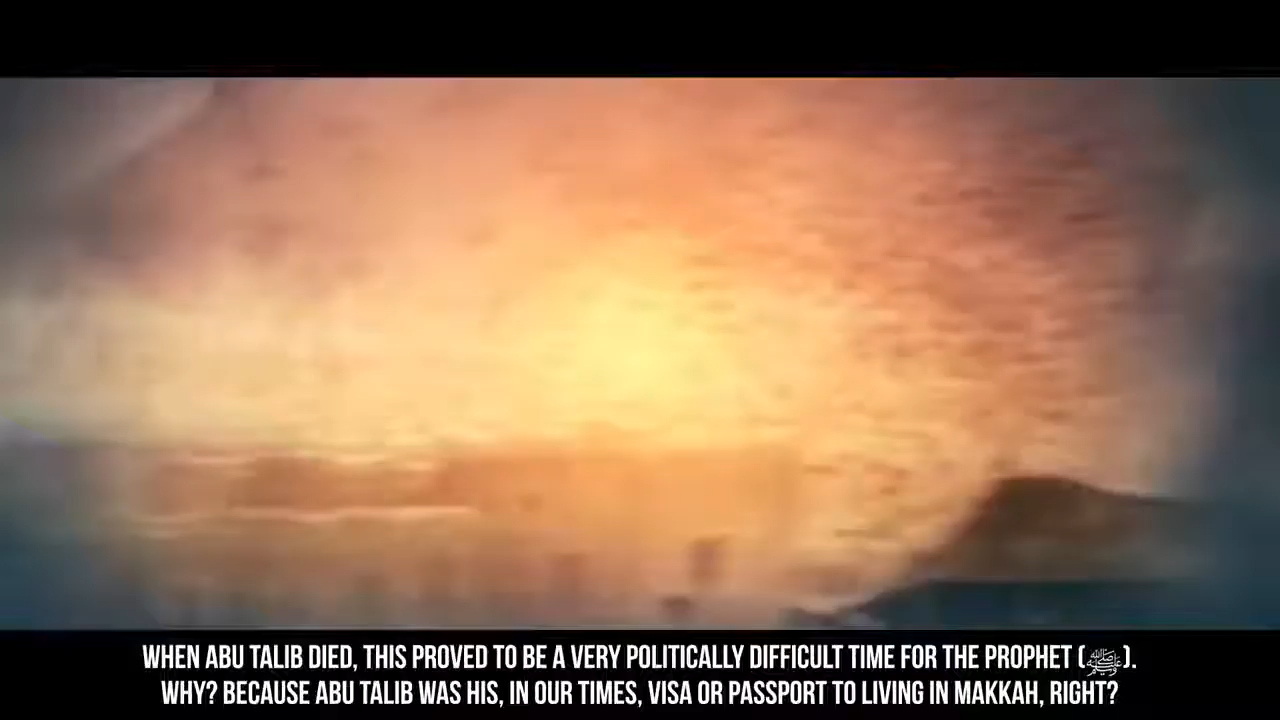 WHEN ABU TALIB DIED, THIS PROVED TO BE A VERY POLITICALLY DIFFICULT TIME FOR THE PROPHET (ﷺ).
WHY? BECAUSE ABU TALIB WAS HIS, IN OUR TIMES, VISA OR PASSPORT TO LIVING IN MAKKAH, RIGHT?